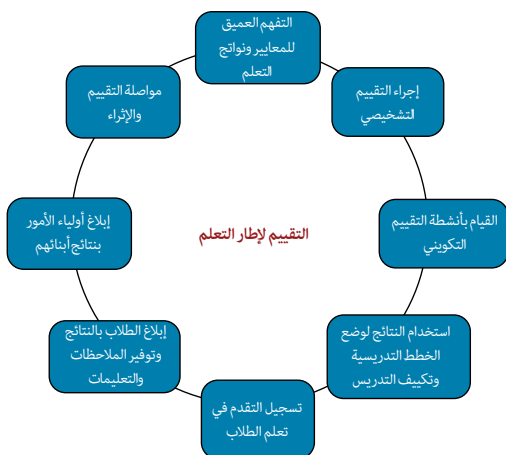 التفهم العميق
للمعايير ونواتج
التعلم
إجراء التقييم
التشخيصي
القيام بأنشطة التقييم
التكويني
استخدام النتائج لوضع
الخطط التدريسية
وتكييف التدريس
تسجيل التقدم في
تعلم الطلاب
إبلاغ الطلاب بالنتائج
وتوفير الملاحظات
والتعليمات
إبلاغ أولياء الأمور
بنتائج أبنائهم
مواصلة التقييم
والإثراء
التقييم لإطار التعلم